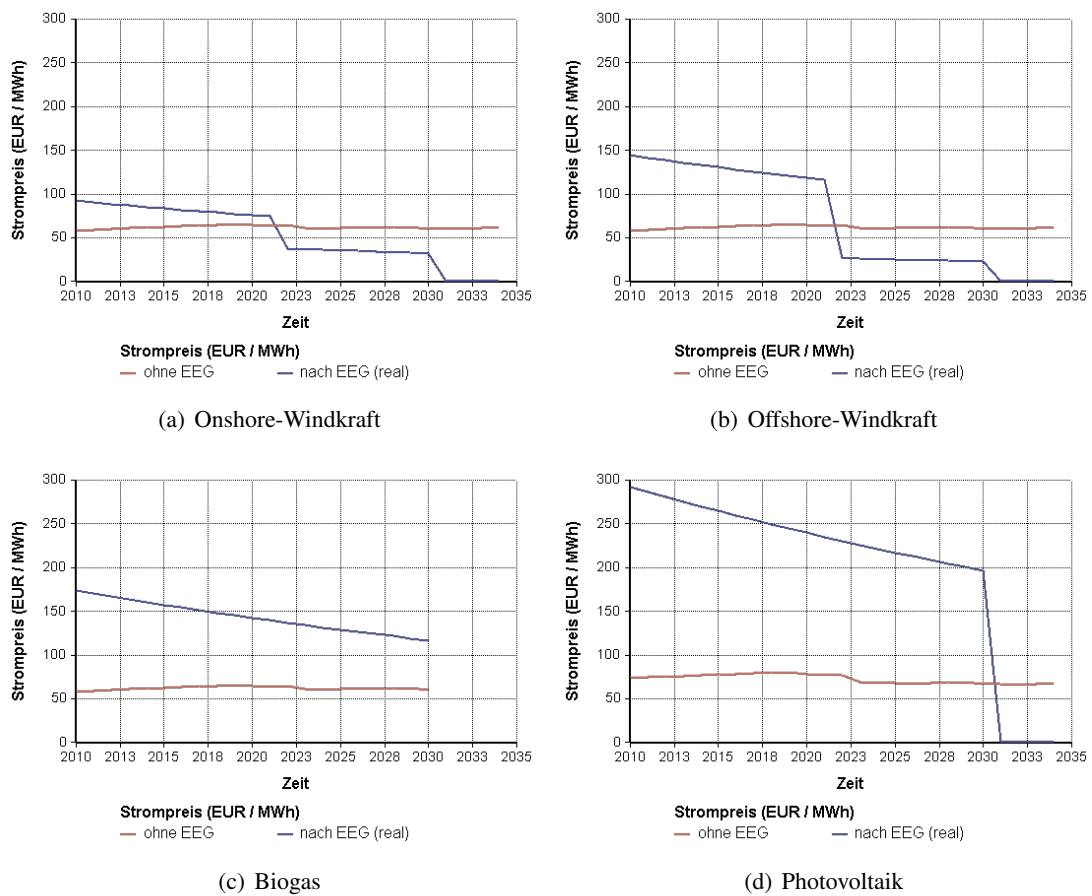 300
250
200
150
100
50
0
Strompreis (EUR / MWh)
2010 2013 2015 2018 2020 2023 2025 2028 2030 2033 2035
Zeit
Strompreis (EUR / MWh)
ohne EEG nach EEG (real)
(a) Onshore-Windkraft
300
250
200
150
100
50
0
Strompreis (EUR / MWh)
2010 2013 2015 2018 2020 2023 2025 2028 2030 2033 2035
Zeit
Strompreis (EUR / MWh)
ohne EEG nach EEG (real)
(b) Offshore-Windkraft
300
250
200
150
100
50
0
Strompreis (EUR / MWh)
2010 2013 2015 2018 2020 2023 2025 2028 2030 2033 2035
Zeit
Strompreis (EUR / MWh)
ohne EEG nach EEG (real)
(c) Biogas
300
250
200
150
100
50
0
Strompreis (EUR / MWh)
2010 2013 2015 2018 2020 2023 2025 2028 2030 2033 2035
Zeit
Strompreis (EUR / MWh)
ohne EEG nach EEG (real)
(d) Photovoltaik